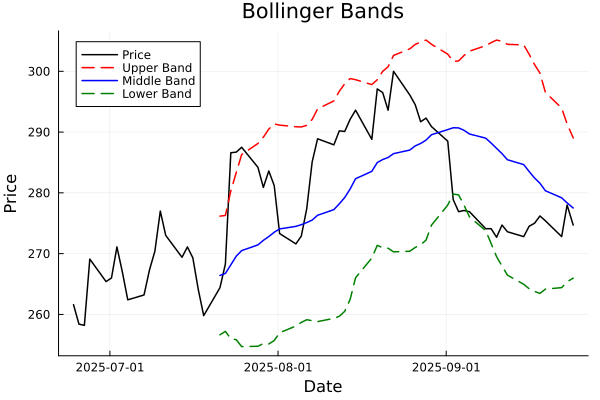 Bollinger Bands
Price
Upper Band
Middle Band
Lower Band
300
290
280
270
260
Price
2025-07-01
2025-08-01
2025-09-01
Date